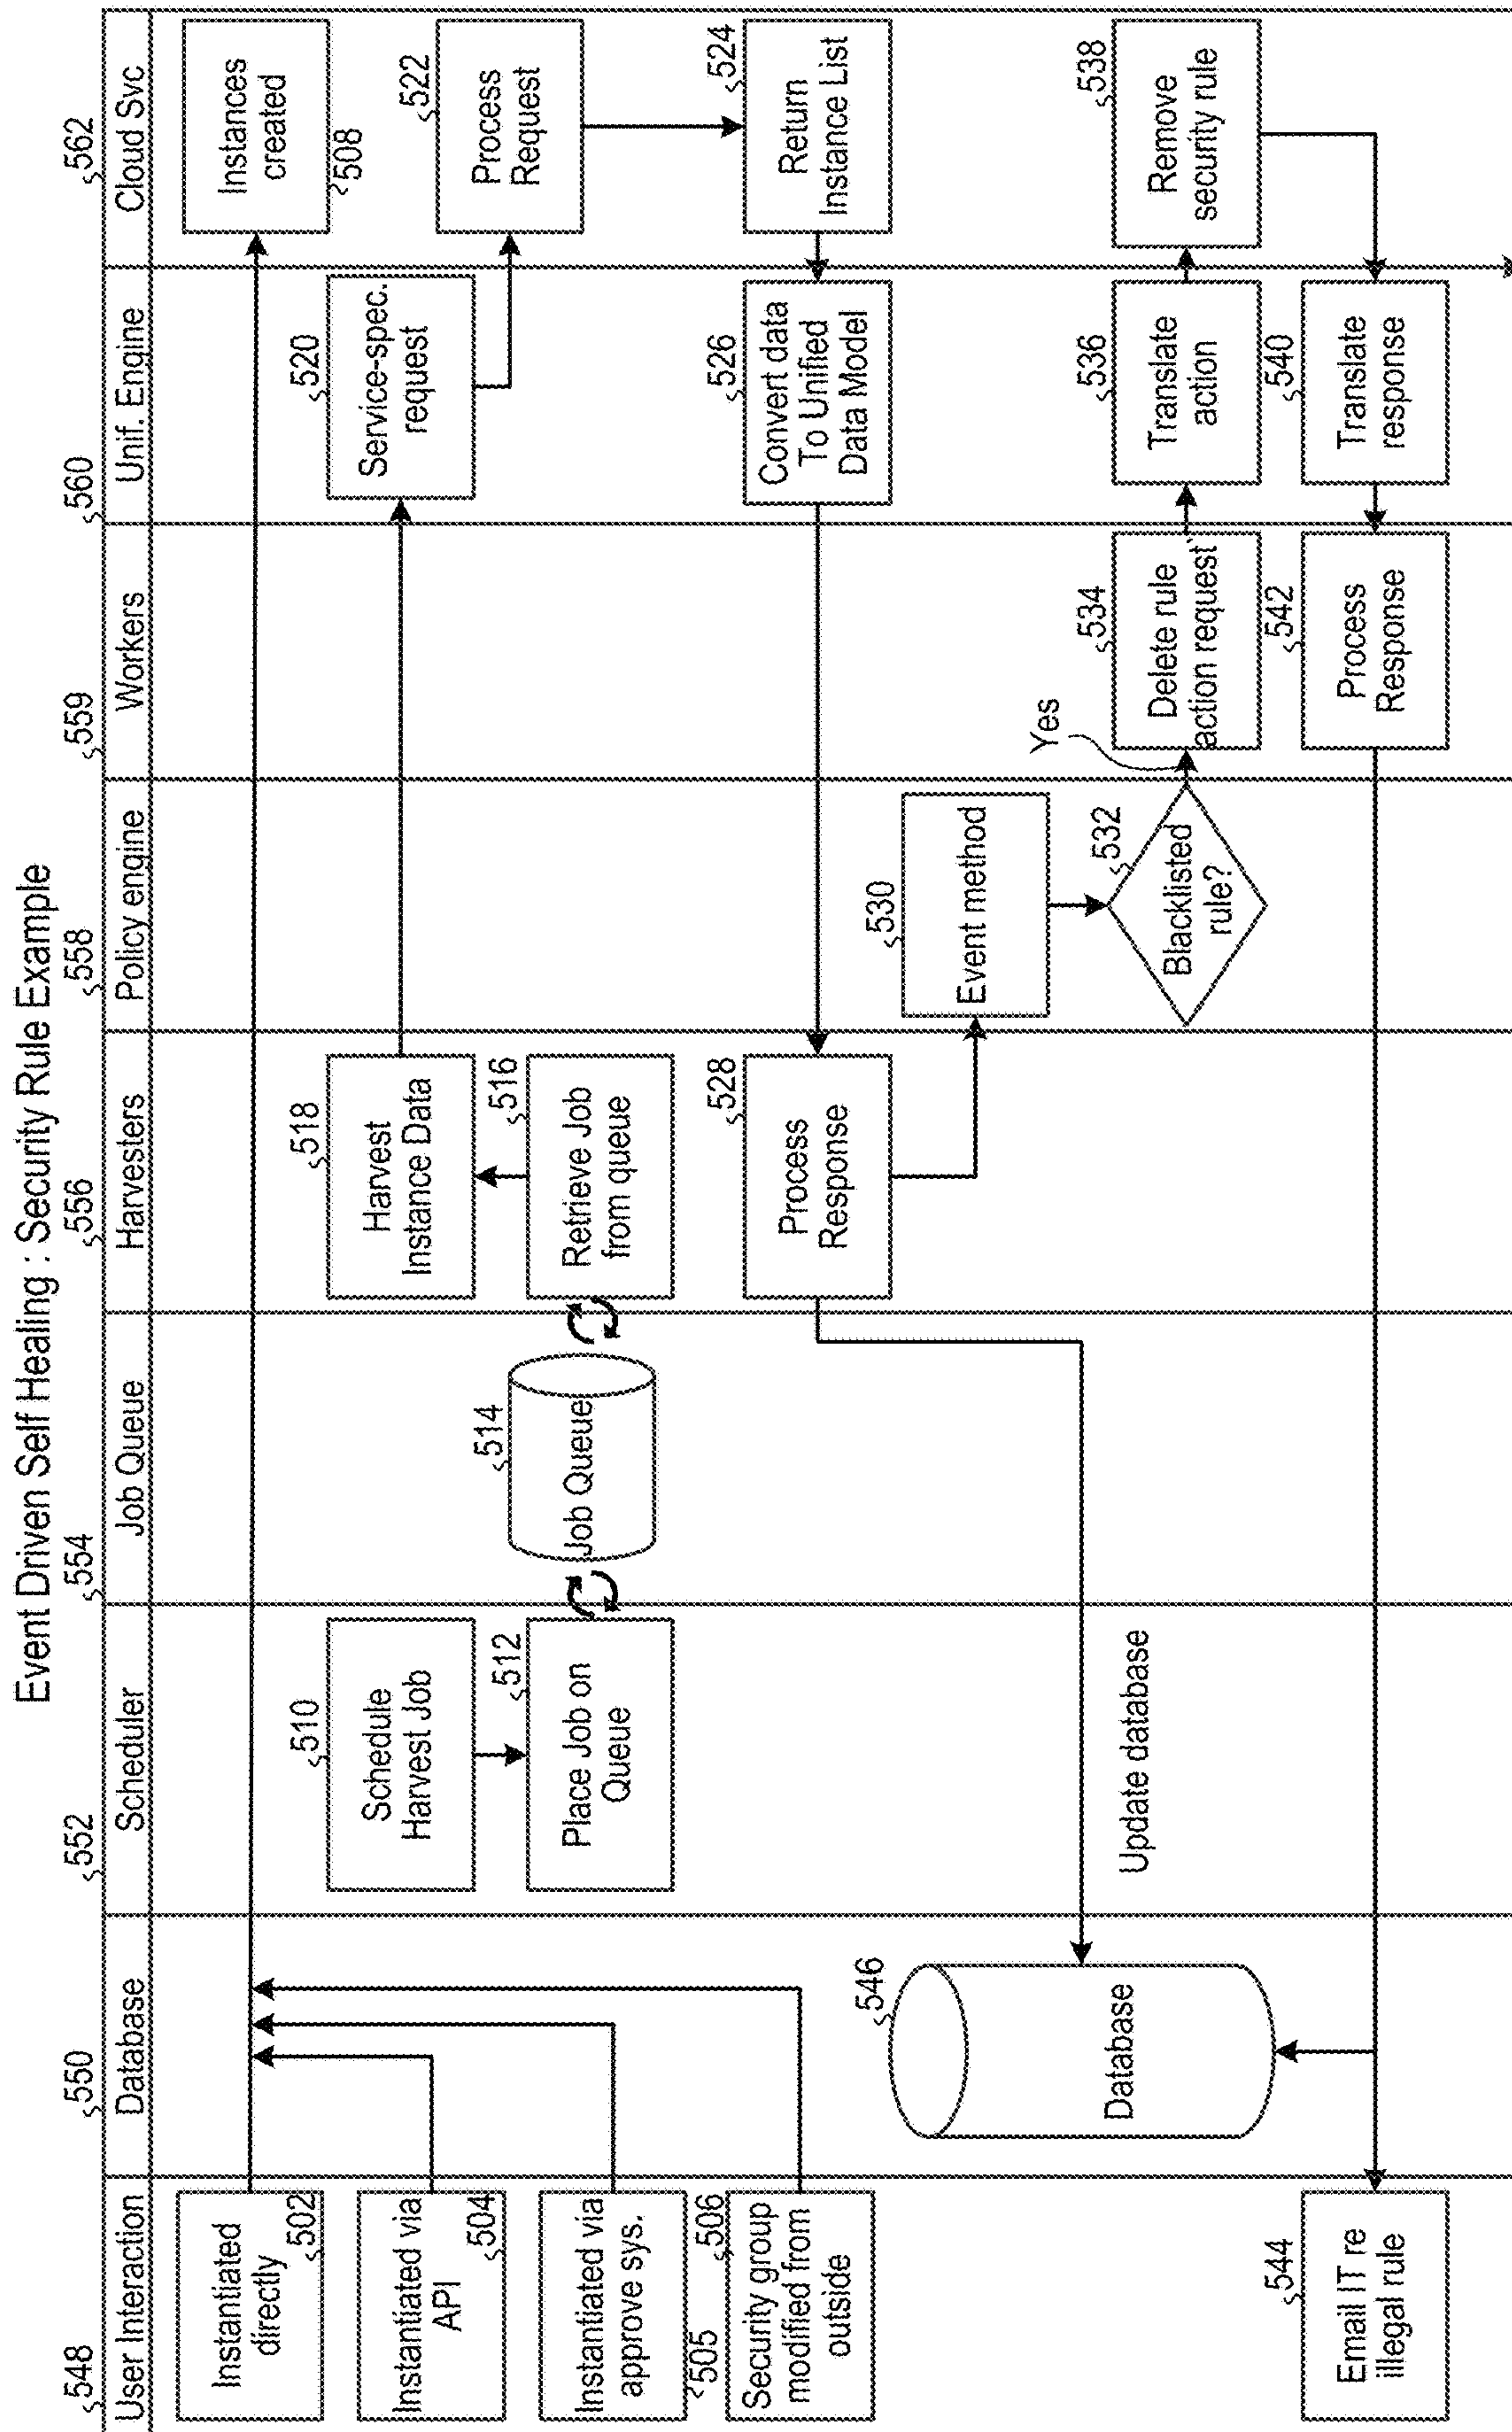 Event Driven Self Healing : Security Rule Example
548
550
552
554
556
558
559
560
562
User Interaction
Database
Scheduler
Job Queue
Harvesters
Policy engine
Workers
Unif. Engine
Cloud Svc
Instantiated
directly
502
Instantiated via
API
504
Instantiated via
approve sys.
505
506
Security group
modified from
outside
Instances
created
508
510
Schedule
Harvest Job
512
Place Job on
Queue
514
Job Queue
516
Retrieve Job
from queue
518
Harvest
Instance Data
520
Service-spec.
request
522
Process
Request
524
Return
Instance List
526
Convert data
To Unified
Data Model
528
Process
Response
Update database
546
Database
530
Event method
532
Blacklisted
rule?
Yes
534
Delete rule
action request
536
Translate
action
538
Remove
security rule
540
Translate
response
542
Process
Response
544
Email IT re
illegal rule